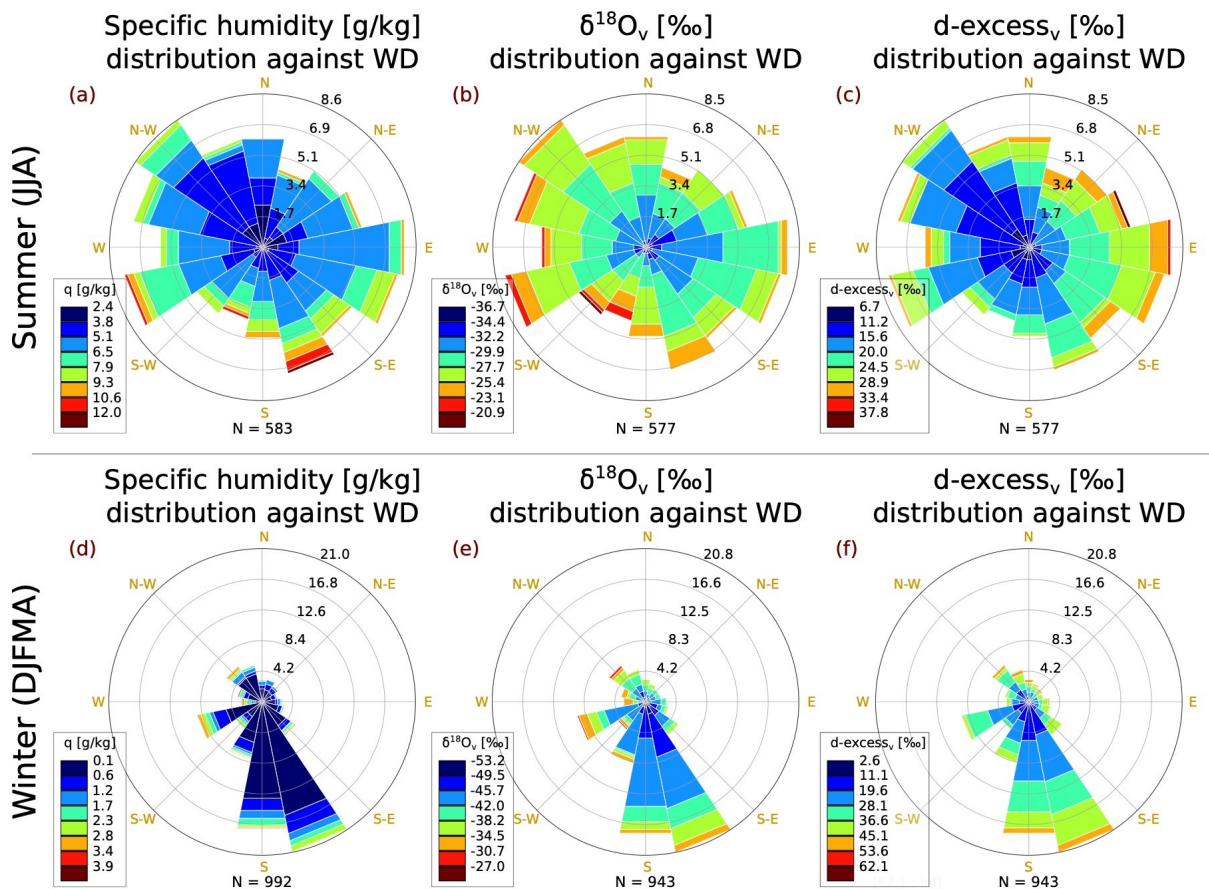 Specific humidity [g/kg]
distribution against WD
δ¹⁸Oᵥ [‰]
distribution against WD
d-excessᵥ [‰]
distribution against WD
Summer (JJA)
(a)
N
8.6
N-W
6.9
N-E
5.1
3.4
1.7
W
E
q [g/kg]
2.4
3.8
5.1
6.5
7.9
9.3
10.6
12.0
S-W
S-E
S
N = 583
(b)
N
8.5
N-W
6.8
N-E
5.1
3.4
1.7
W
E
δ¹⁸Oᵥ [‰]
-36.7
-34.4
-32.2
-29.9
-27.7
-25.4
-23.1
-20.9
S-W
S-E
S
N = 577
(c)
N
8.5
N-W
6.8
N-E
5.1
3.4
1.7
W
E
d-excessᵥ [‰]
6.7
11.2
15.6
20.0
24.5
28.9
33.4
37.8
S-W
S-E
S
N = 577
Specific humidity [g/kg]
distribution against WD
δ¹⁸Oᵥ [‰]
distribution against WD
d-excessᵥ [‰]
distribution against WD
Winter (DJFMA)
(d)
N
21.0
N-W
16.8
N-E
12.6
8.4
4.2
W
E
q [g/kg]
0.1
0.6
1.2
1.7
2.3
2.8
3.4
3.9
S-W
S-E
S
N = 992
(e)
N
20.8
N-W
16.6
N-E
12.5
8.3
4.2
W
E
δ¹⁸Oᵥ [‰]
-53.2
-49.5
-45.7
-42.0
-38.2
-34.5
-30.7
-27.0
S-W
S-E
S
N = 943
(f)
N
20.8
N-W
16.6
N-E
12.5
8.3
4.2
W
E
d-excessᵥ [‰]
2.6
11.1
19.6
28.1
36.6
45.1
53.6
62.1
S-W
S-E
S
N = 943